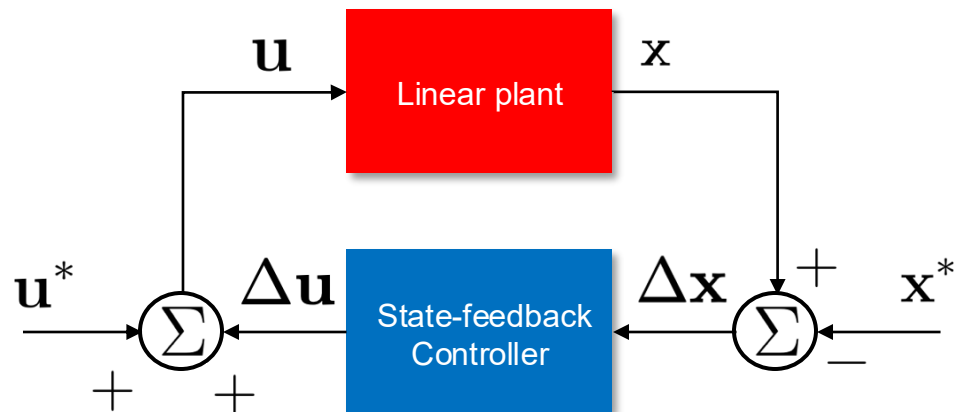 u
Linear plant
x
u*
+
Σ
+
Δu
State-feedback
Controller
Δx
+
Σ
−
x*